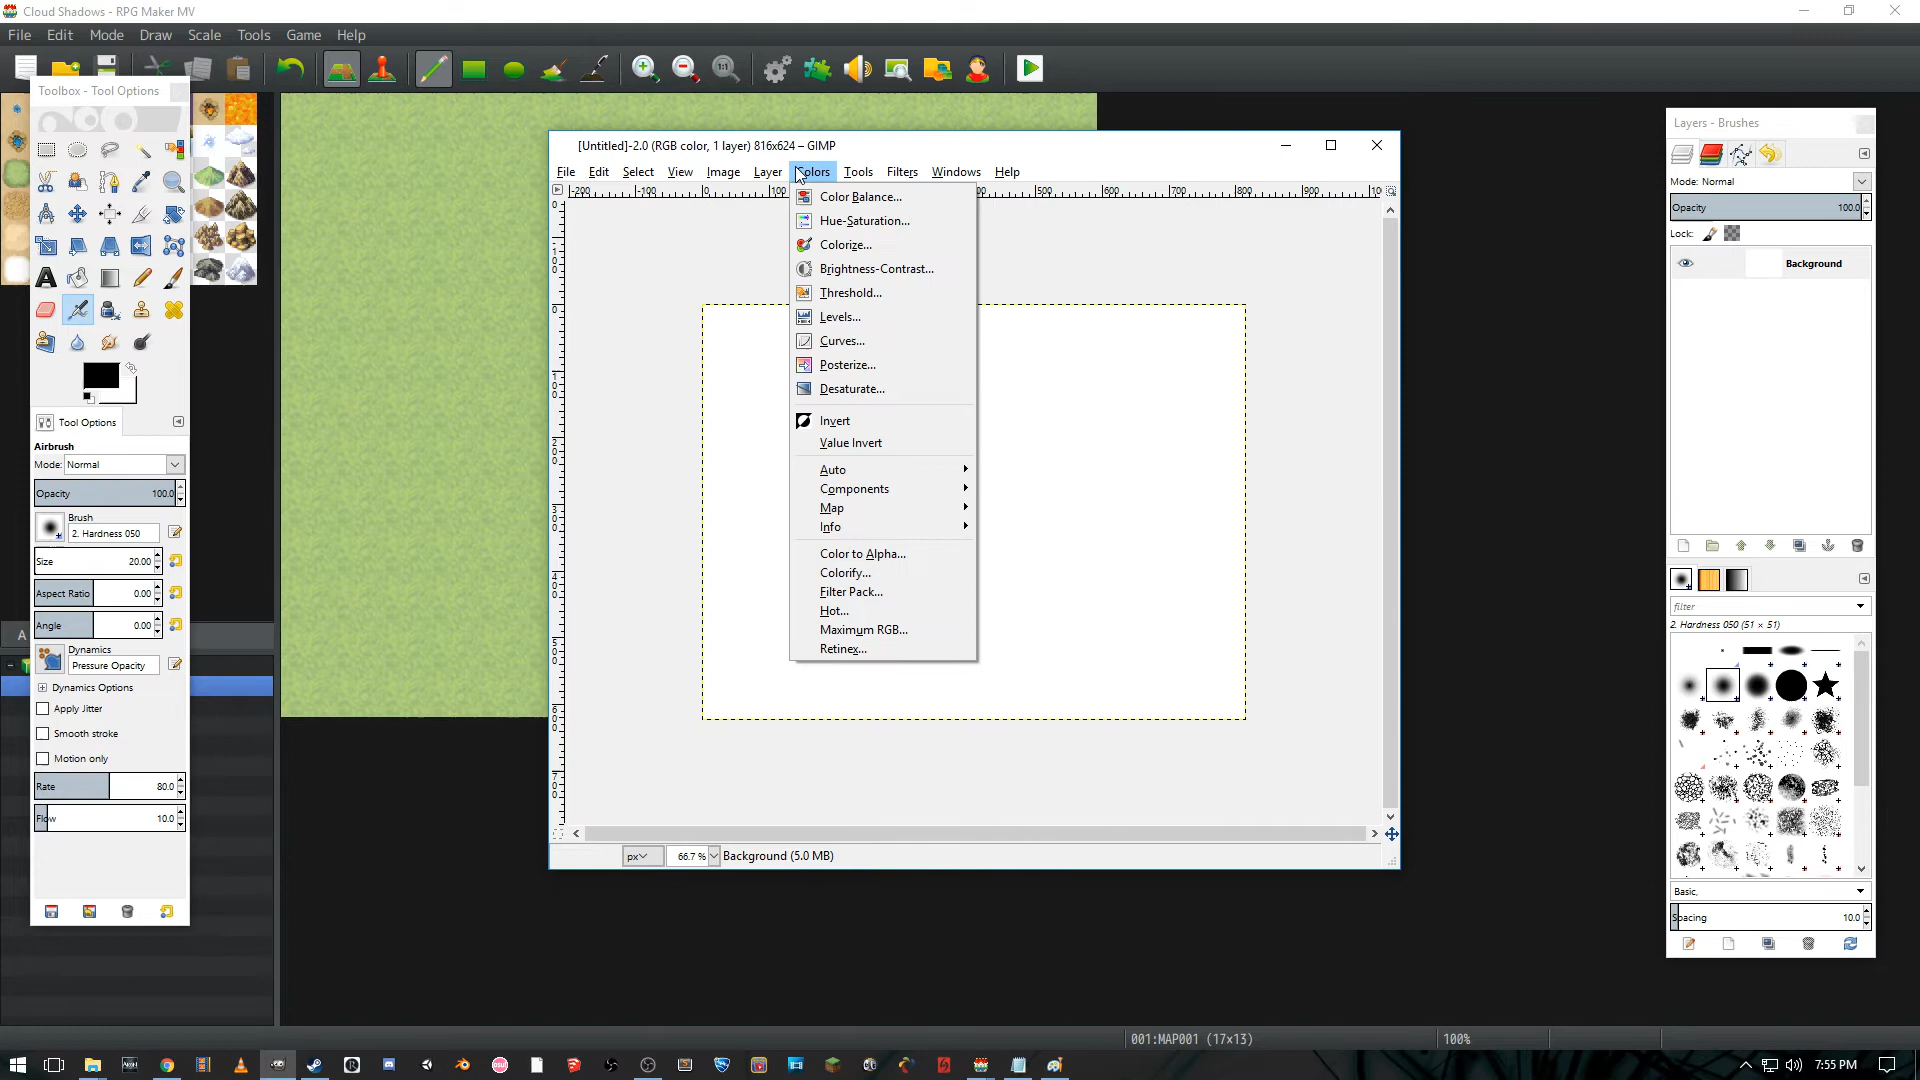 Cloud Shadows - RPG Maker MV
File Edit Mode Draw Scale Tools Game Help
Toolbox - Tool Options
Tool Options
Airbrush
Mode: Normal
Opacity 100.0
Brush
2. Hardness 050
Size 20.00
Aspect Ratio 0.00
Angle 0.00
Dynamics
Pressure Opacity
Dynamics Options
Apply Jitter
Smooth stroke
Motion only
Rate 80.0
Flow 10.0
A
[Untitled]-2.0 (RGB color, 1 layer) 816x624 – GIMP
File Edit Select View Image Layer Colors Tools Filters Windows Help
Color Balance...
Hue-Saturation...
Colorize...
Brightness-Contrast...
Threshold...
Levels...
Curves...
Posterize...
Desaturate...
Invert
Value Invert
Auto
Components
Map
Info
Color to Alpha...
Colorify...
Filter Pack...
Hot...
Maximum RGB...
Retinex...
px 66.7 % Background (5.0 MB)
Layers - Brushes
Mode: Normal
Opacity 100.0
Lock:
Background
filter
2. Hardness 050 (51 × 51)
Basic,
Spacing 10.0
001:MAP001 (17x13) 100%
7:55 PM